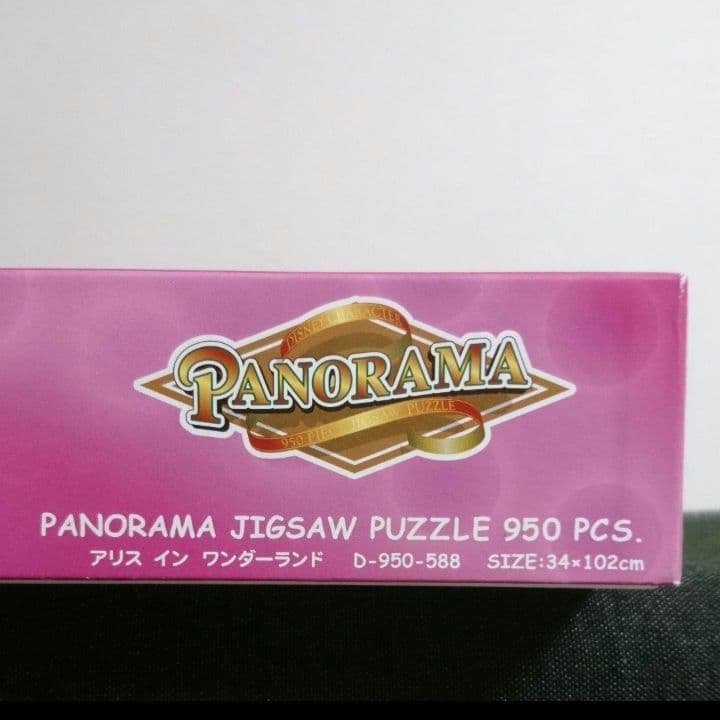 DISNEY CHARACTER
PANORAMA
950 PIECE JIGSAW PUZZLE
PANORAMA JIGSAW PUZZLE 950 PCS.
アリス イン ワンダーランド D-950-588 SIZE:34×102cm